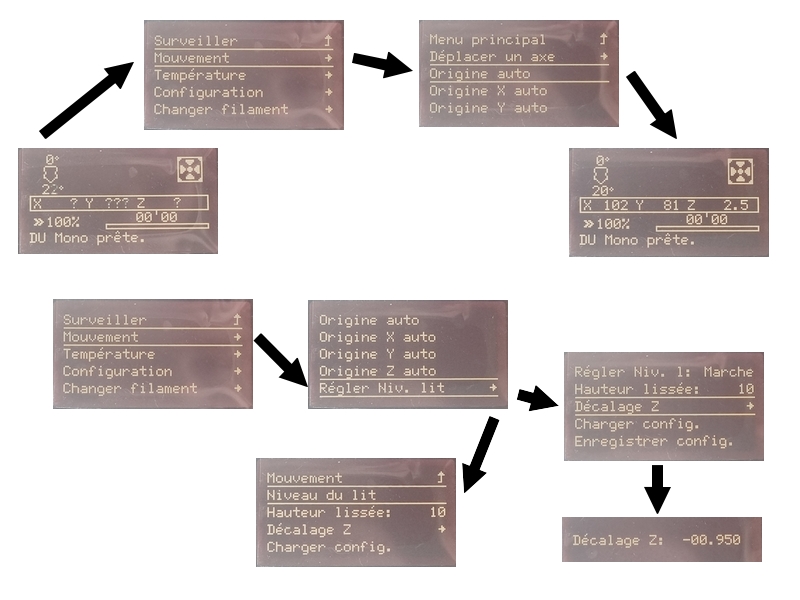 Surveiller
Mouvement
Température
Configuration
Changer filament
Menu principal
Déplacer un axe
Origine auto
Origine X auto
Origine Y auto
0°
22°
X ? Y ??? Z ?
»100% 00'00
DU Mono prête.
0°
20°
X 102 Y 81 Z 2.5
»100% 00'00
DU Mono prête.
Surveiller
Mouvement
Température
Configuration
Changer filament
Origine auto
Origine X auto
Origine Y auto
Origine Z auto
Régler Niv. lit
Régler Niv. l: Marche
Hauteur lissée: 10
Décalage Z
Charger config.
Enregistrer config.
Mouvement
Niveau du lit
Hauteur lissée: 10
Décalage Z
Charger config.
Décalage Z: -00.950